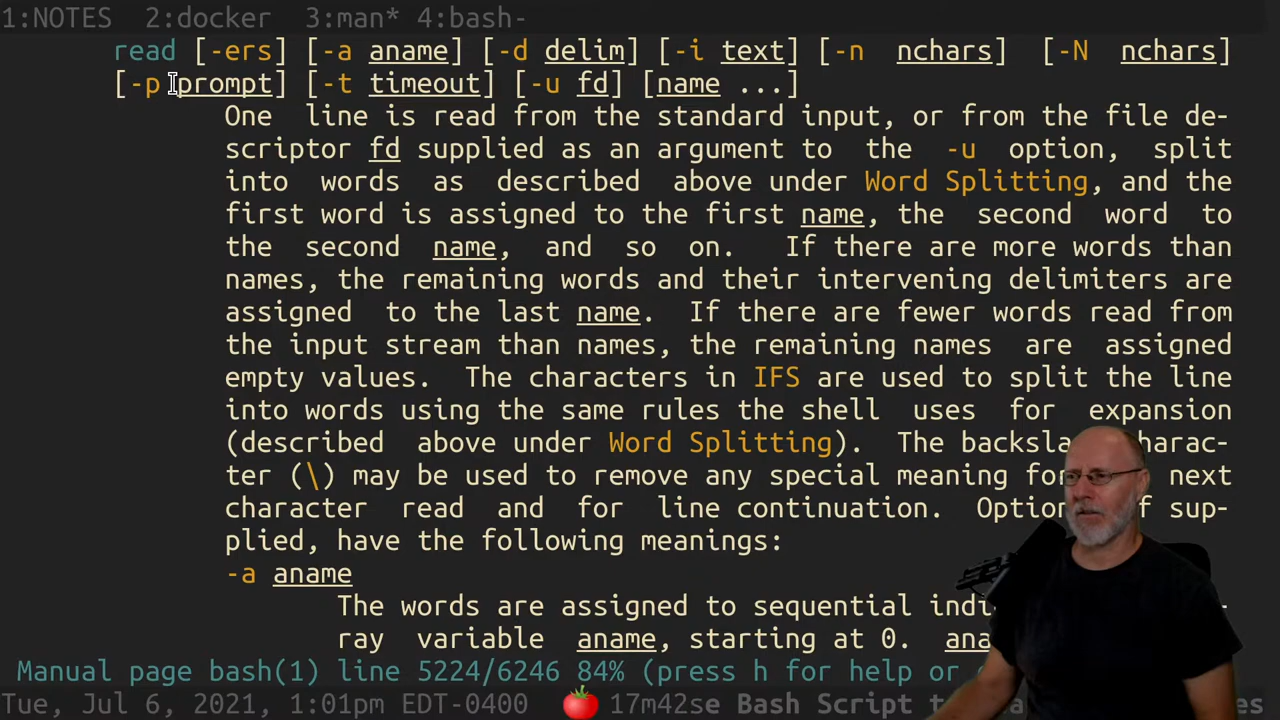 1:NOTES 2:docker 3:man* 4:bash-
read [-ers] [-a aname] [-d delim] [-i text] [-n nchars] [-N nchars]
[-p prompt] [-t timeout] [-u fd] [name ...]
One line is read from the standard input, or from the file de-
scriptor fd supplied as an argument to the -u option, split
into words as described above under Word Splitting, and the
first word is assigned to the first name, the second word to
the second name, and so on. If there are more words than
names, the remaining words and their intervening delimiters are
assigned to the last name. If there are fewer words read from
the input stream than names, the remaining names are assigned
empty values. The characters in IFS are used to split the line
into words using the same rules the shell uses for expansion
(described above under Word Splitting). The backslash charac-
ter (\) may be used to remove any special meaning for next
character read and for line continuation. Options, if sup-
plied, have the following meanings:
-a aname
The words are assigned to sequential
ray variable aname, starting at 0.
Manual page bash(1) line 5224/6246 84% (press h for help or
Tue, Jul 6, 2021, 1:01pm EDT-0400 17m42se Bash Script